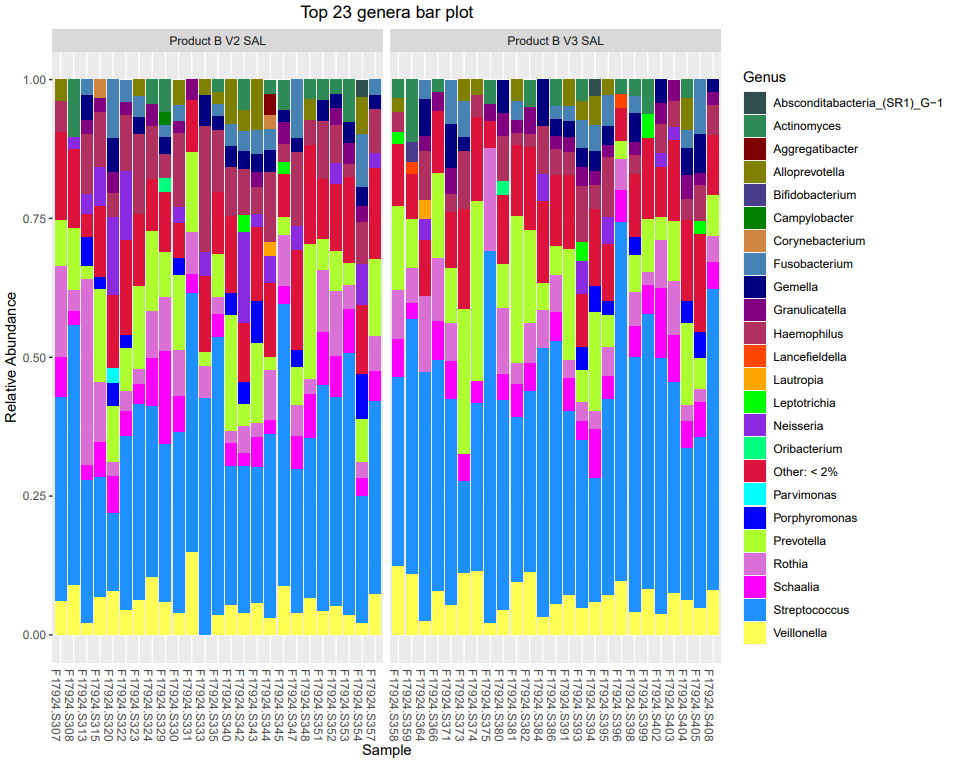 Top 23 genera bar plot
Product B V2 SAL
Product B V3 SAL
Relative Abundance
1.00
0.75
0.50
0.25
0.00
F17924.S307
F17924.S308
F17924.S313
F17924.S315
F17924.S320
F17924.S322
F17924.S323
F17924.S324
F17924.S329
F17924.S330
F17924.S331
F17924.S333
F17924.S335
F17924.S340
F17924.S342
F17924.S343
F17924.S344
F17924.S345
F17924.S347
F17924.S348
F17924.S351
F17924.S352
F17924.S353
F17924.S354
F17924.S357
F17924.S358
F17924.S359
F17924.S364
F17924.S366
F17924.S371
F17924.S373
F17924.S374
F17924.S375
F17924.S380
F17924.S381
F17924.S382
F17924.S384
F17924.S386
F17924.S391
F17924.S393
F17924.S394
F17924.S395
F17924.S396
F17924.S398
F17924.S399
F17924.S402
F17924.S403
F17924.S404
F17924.S405
F17924.S408
Sample
Genus
Absconditabacteria_(SR1)_G−1
Actinomyces
Aggregatibacter
Alloprevotella
Bifidobacterium
Campylobacter
Corynebacterium
Fusobacterium
Gemella
Granulicatella
Haemophilus
Lancefieldella
Lautropia
Leptotrichia
Neisseria
Oribacterium
Other: < 2%
Parvimonas
Porphyromonas
Prevotella
Rothia
Schaalia
Streptococcus
Veillonella